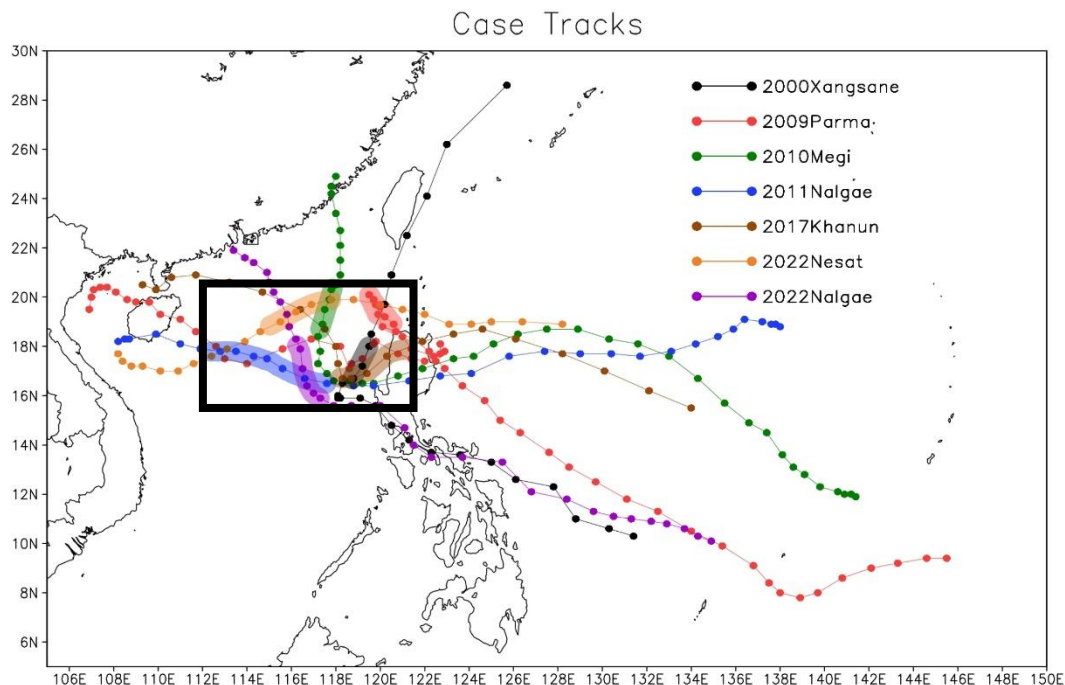 Case Tracks
30N
28N
26N
24N
22N
20N
18N
16N
14N
12N
10N
8N
6N
2000Xangsane
2009Parma
2010Megi
2011Nalgae
2017Khanun
2022Nesat
2022Nalgae
106E 108E 110E 112E 114E 116E 118E 120E 122E 124E 126E 128E 130E 132E 134E 136E 138E 140E 142E 144E 146E 148E 150E